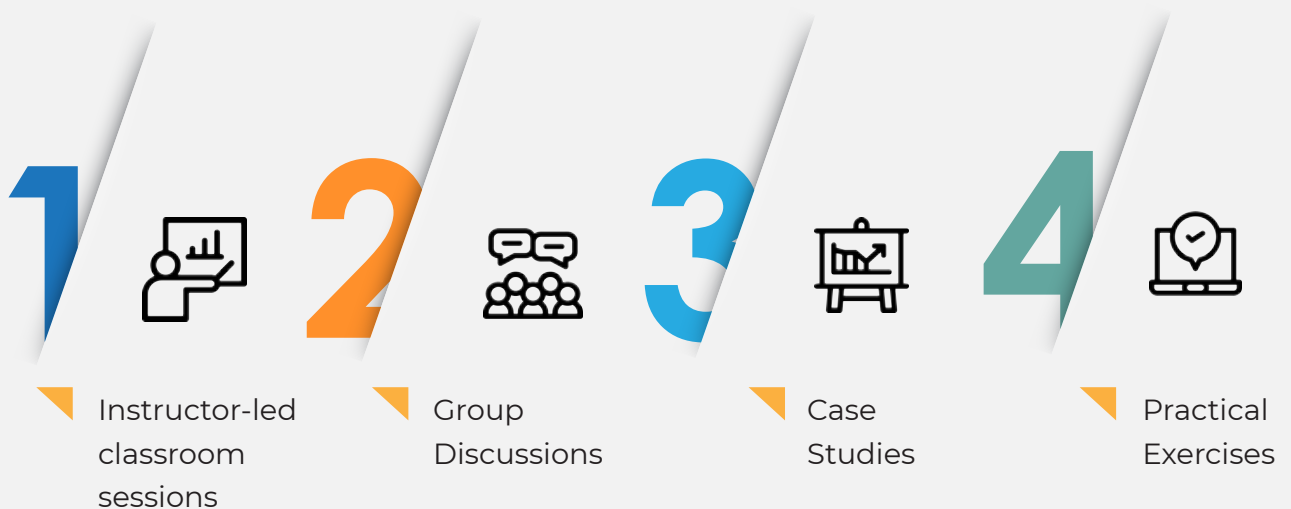 1
Instructor-led
classroom
sessions
2
Group
Discussions
3
Case
Studies
4
Practical
Exercises